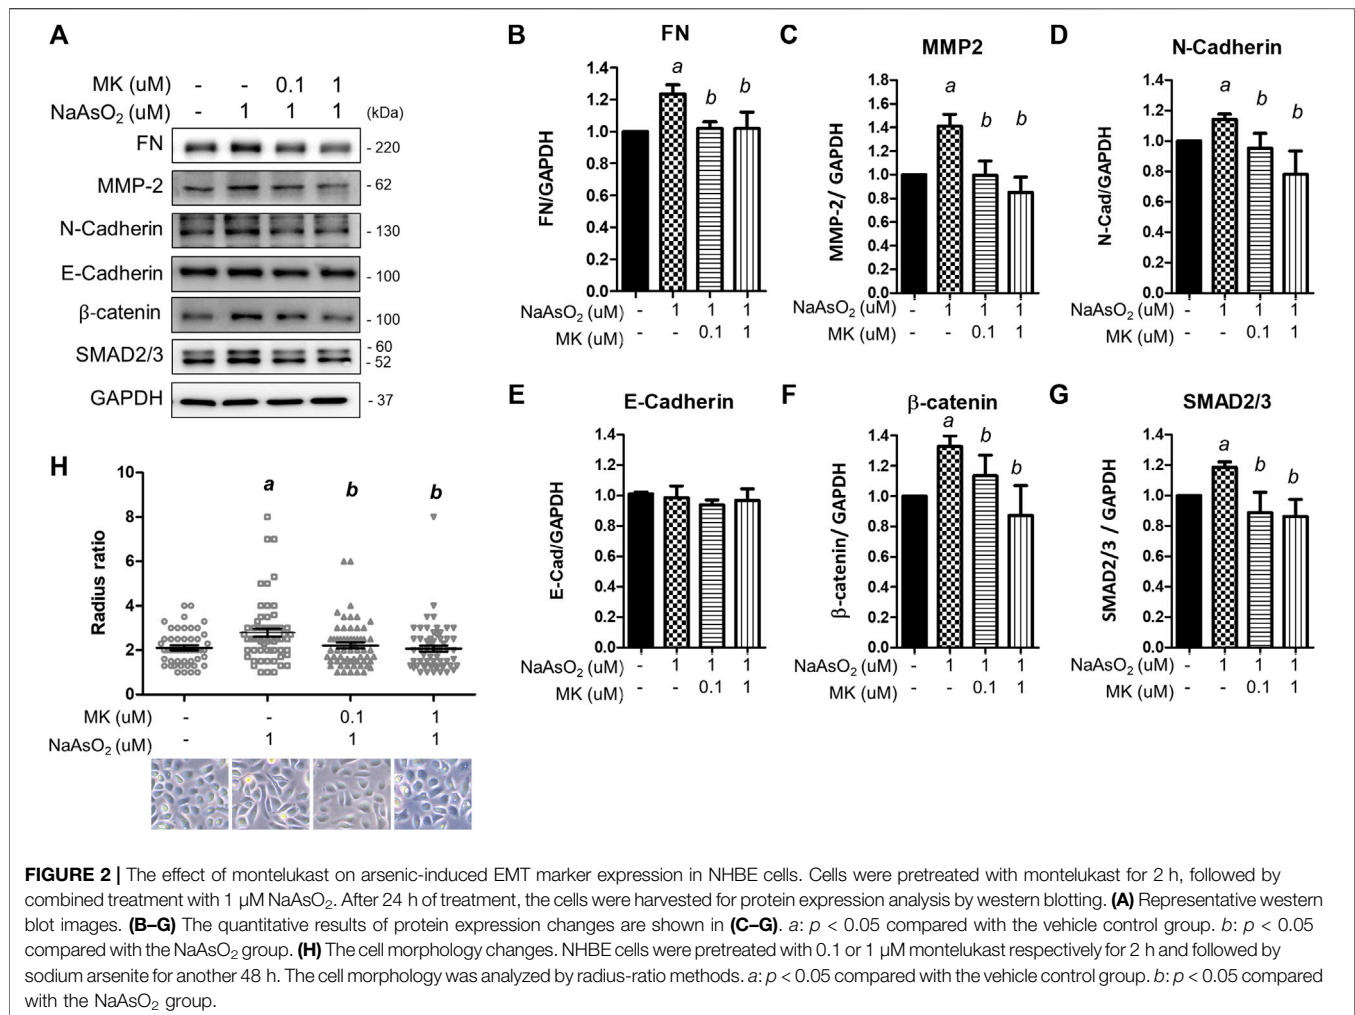 A
MK (uM) - - 0.1 1
NaAsO2 (uM) - 1 1 1 (kDa)
FN - 220
MMP-2 - 62
N-Cadherin - 130
E-Cadherin - 100
β-catenin - 100
SMAD2/3 - 60
- 52
GAPDH - 37
B
FN
FN/GAPDH
1.4
1.2
1.0
0.8
0.6
0.4
0.2
0.0
a
b
b
NaAsO2 (uM) - 1 1 1
MK (uM) - - 0.1 1
C
MMP2
MMP-2/ GAPDH
1.8
1.6
1.4
1.2
1.0
0.8
0.6
0.4
0.2
0.0
a
b
b
NaAsO2 (uM) - 1 1 1
MK (uM) - - 0.1 1
D
N-Cadherin
N-Cad/GAPDH
1.4
1.2
1.0
0.8
0.6
0.4
0.2
0.0
a
b
b
NaAsO2 (uM) - 1 1 1
MK (uM) - - 0.1 1
E
E-Cadherin
E-Cad/GAPDH
1.4
1.2
1.0
0.8
0.6
0.4
0.2
0.0
NaAsO2 (uM) - 1 1 1
MK (uM) - - 0.1 1
F
β-catenin
β-catenin/ GAPDH
1.4
1.2
1.0
0.8
0.6
0.4
0.2
0.0
a
b
b
NaAsO2 (uM) - 1 1 1
MK (uM) - - 0.1 1
G
SMAD2/3
SMAD2/3 / GAPDH
1.4
1.2
1.0
0.8
0.6
0.4
0.2
0.0
a
b
b
NaAsO2 (uM) - 1 1 1
MK (uM) - - 0.1 1
H
Radius ratio
10
8
6
4
2
0
a
b
b
MK (uM) - - 0.1 1
NaAsO2 (uM) - 1 1 1
FIGURE 2 | The effect of montelukast on arsenic-induced EMT marker expression in NHBE cells. Cells were pretreated with montelukast for 2 h, followed by
combined treatment with 1 µM NaAsO2. After 24 h of treatment, the cells were harvested for protein expression analysis by western blotting. (A) Representative western
blot images. (B–G) The quantitative results of protein expression changes are shown in (C–G). a: p < 0.05 compared with the vehicle control group. b: p < 0.05
compared with the NaAsO2 group. (H) The cell morphology changes. NHBE cells were pretreated with 0.1 or 1 µM montelukast respectively for 2 h and followed by
sodium arsenite for another 48 h. The cell morphology was analyzed by radius-ratio methods. a: p < 0.05 compared with the vehicle control group. b: p < 0.05 compared
with the NaAsO2 group.